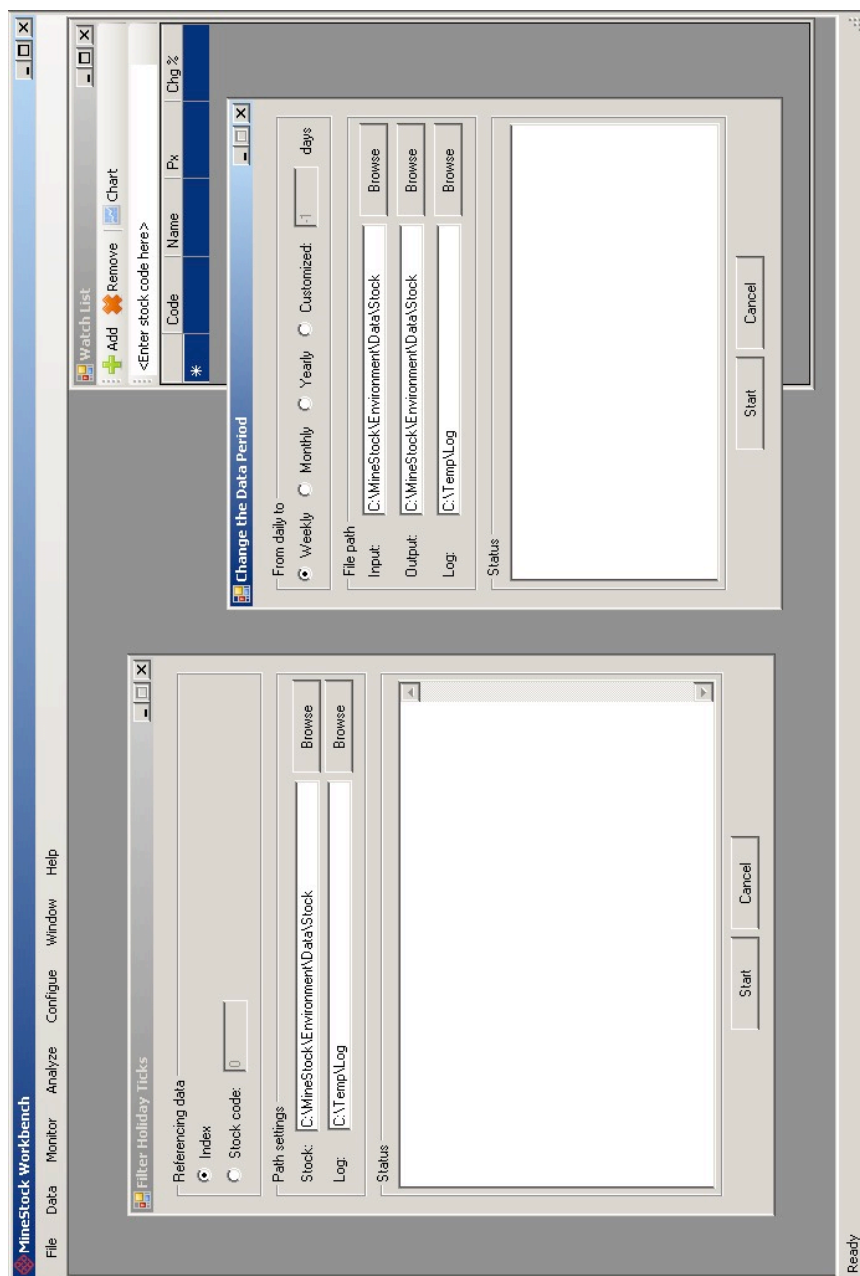 MineStock Workbench
File Data Monitor Analyze Configue Window Help
Filter Holiday Ticks
Referencing data
Index
Stock code: 0
Path settings
Stock: C:\MineStock\Environment\Data\Stock Browse
Log: C:\Temp\Log Browse
Status
Start Cancel
Watch List
Add Remove Chart
<Enter stock code here>
Code Name Px Chg %
*
Change the Data Period
From daily to
Weekly Monthly Yearly Customized: -1 days
File path
Input: C:\MineStock\Environment\Data\Stock Browse
Output: C:\MineStock\Environment\Data\Stock Browse
Log: C:\Temp\Log Browse
Status
Start Cancel
Ready